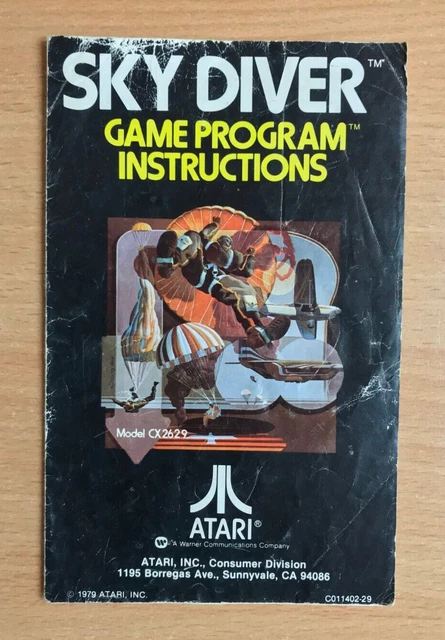 SKY DIVER™
GAME PROGRAM™
INSTRUCTIONS
Model CX2629
ATARI®
A Warner Communications Company
ATARI, INC., Consumer Division
1195 Borregas Ave., Sunnyvale, CA 94086
© 1979 ATARI, INC.
C011402-29